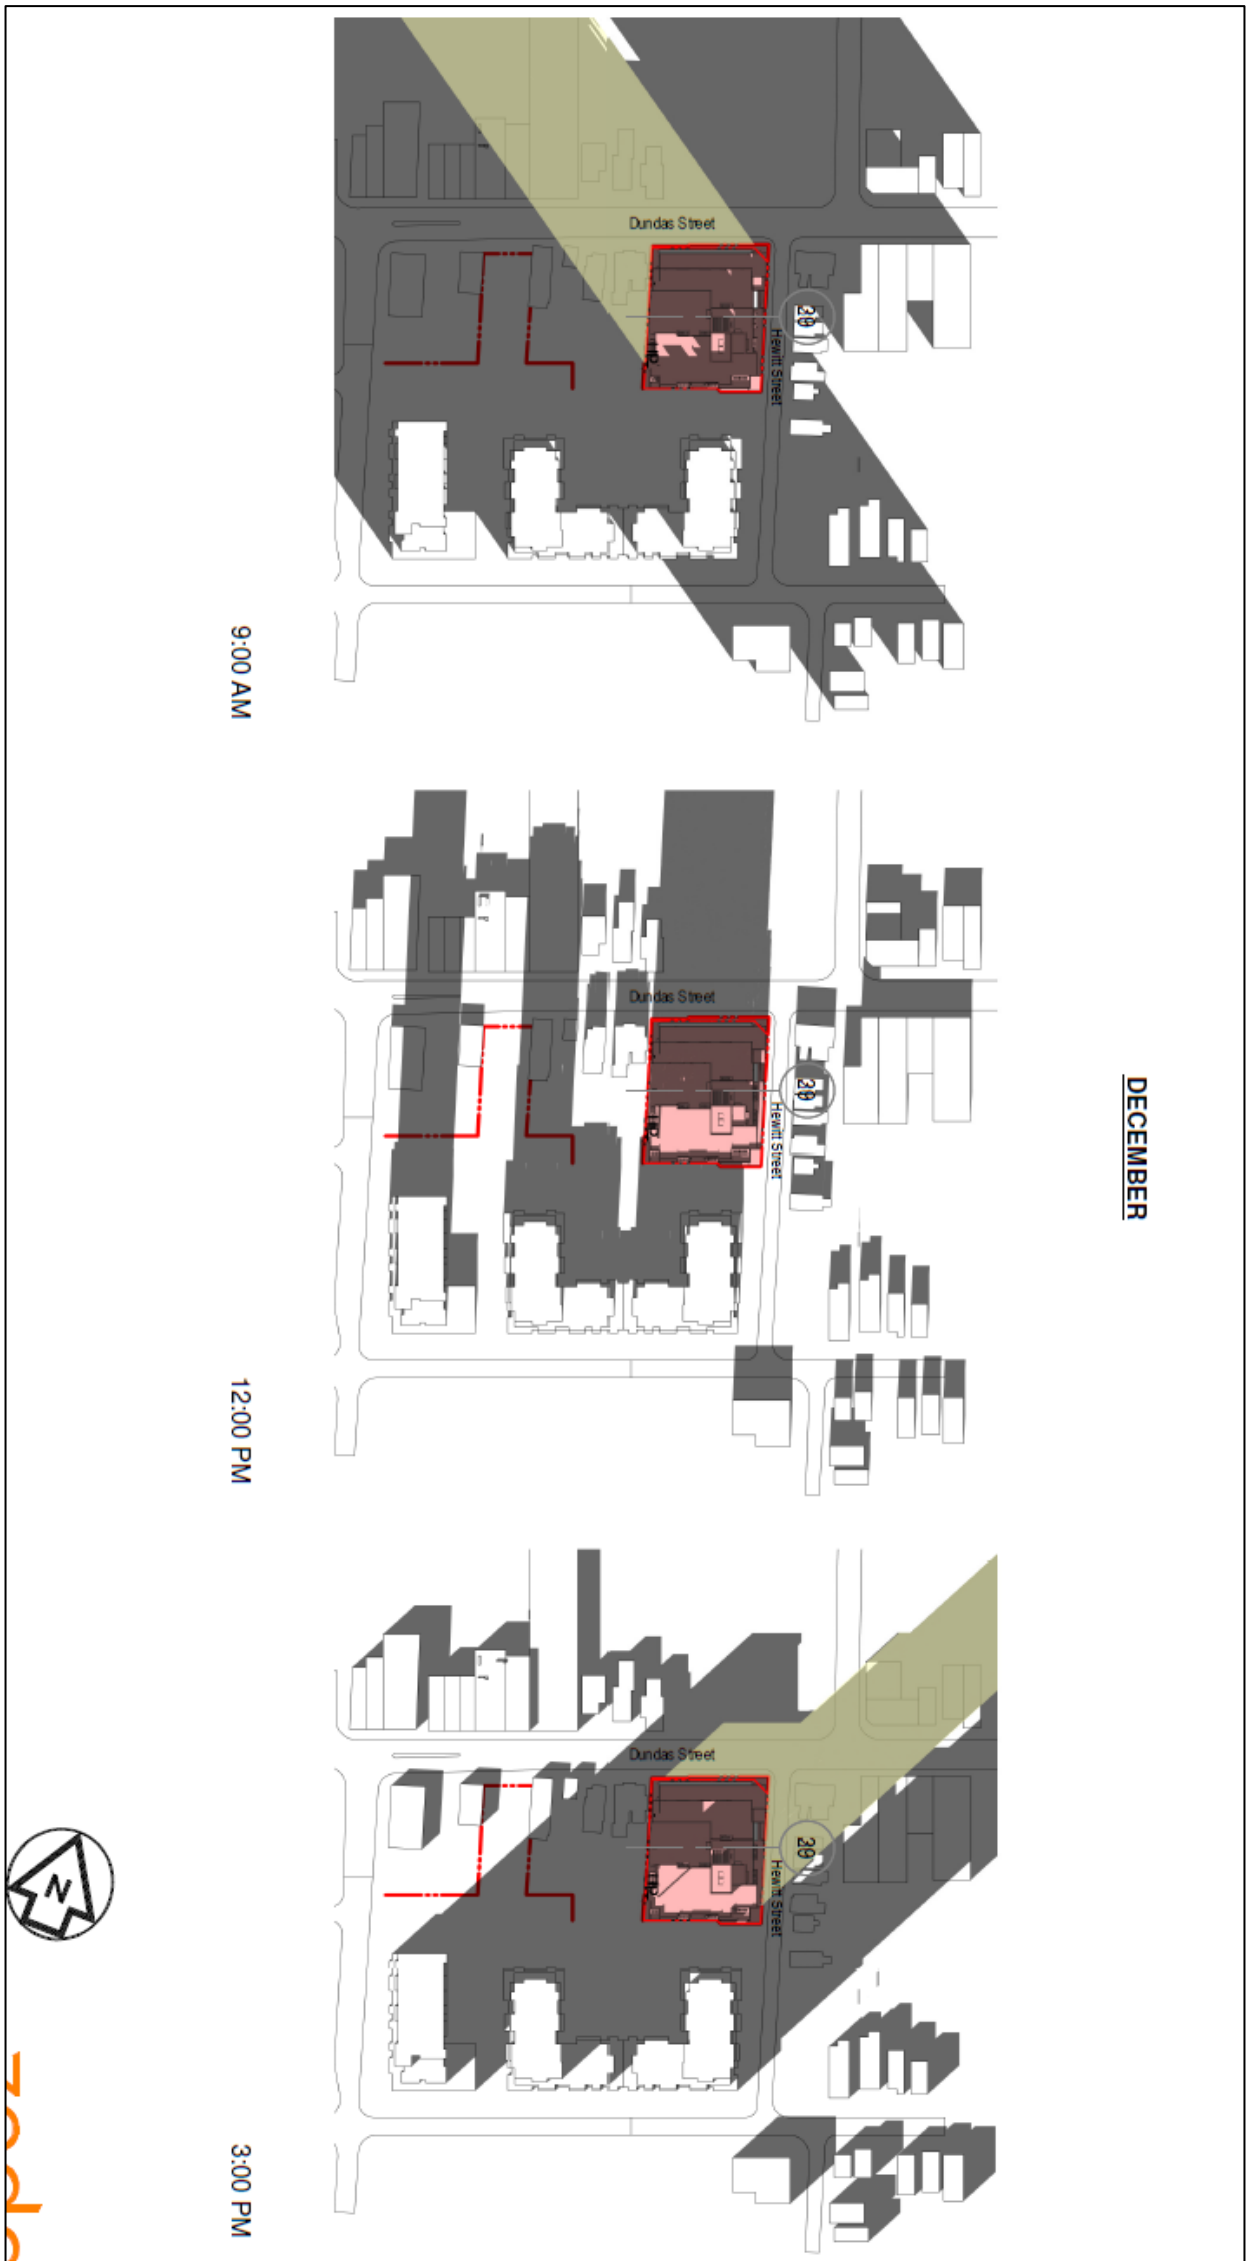 DECEMBER
Hewitt Street
Dundas Street
9:00 AM
Hewitt Street
Dundas Street
12:00 PM
Hewitt Street
Dundas Street
3:00 PM
N